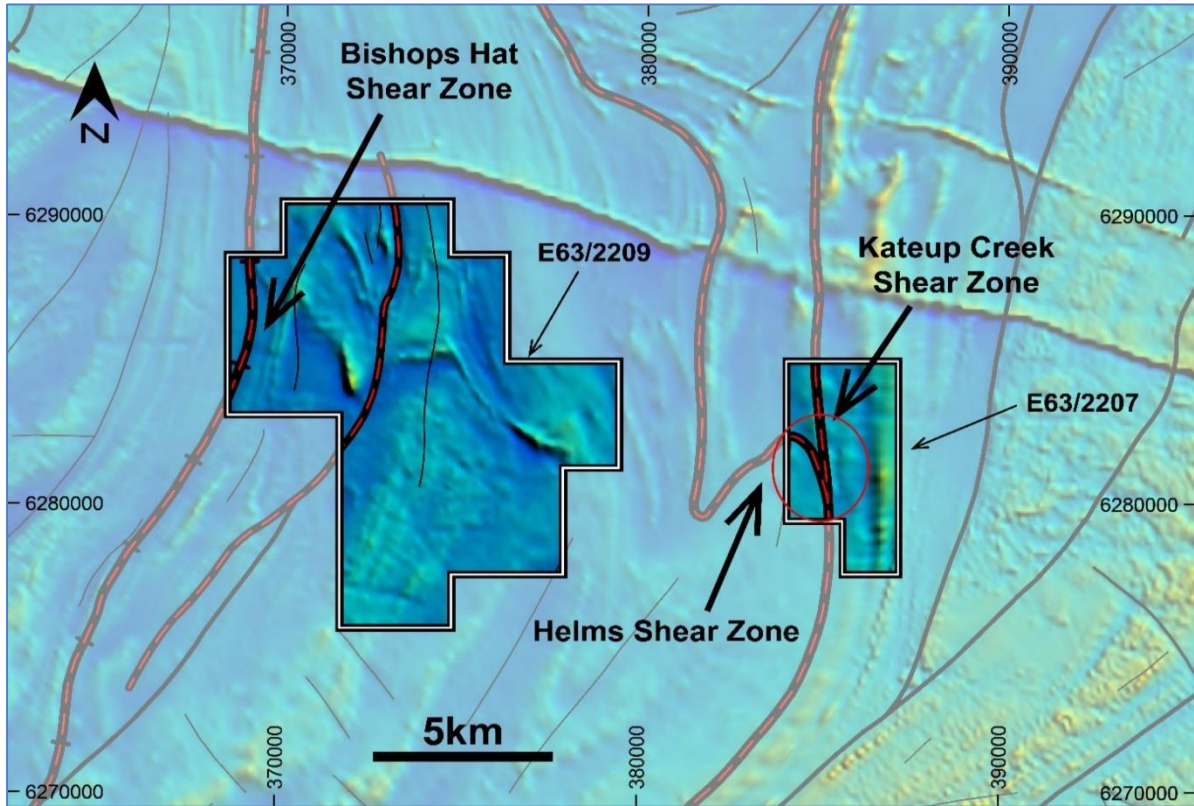 370000
380000
390000
Bishops Hat
Shear Zone
N
6290000
6290000
E63/2209
Kateup Creek
Shear Zone
E63/2207
6280000
6280000
Helms Shear Zone
5km
370000
380000
390000
6270000
6270000